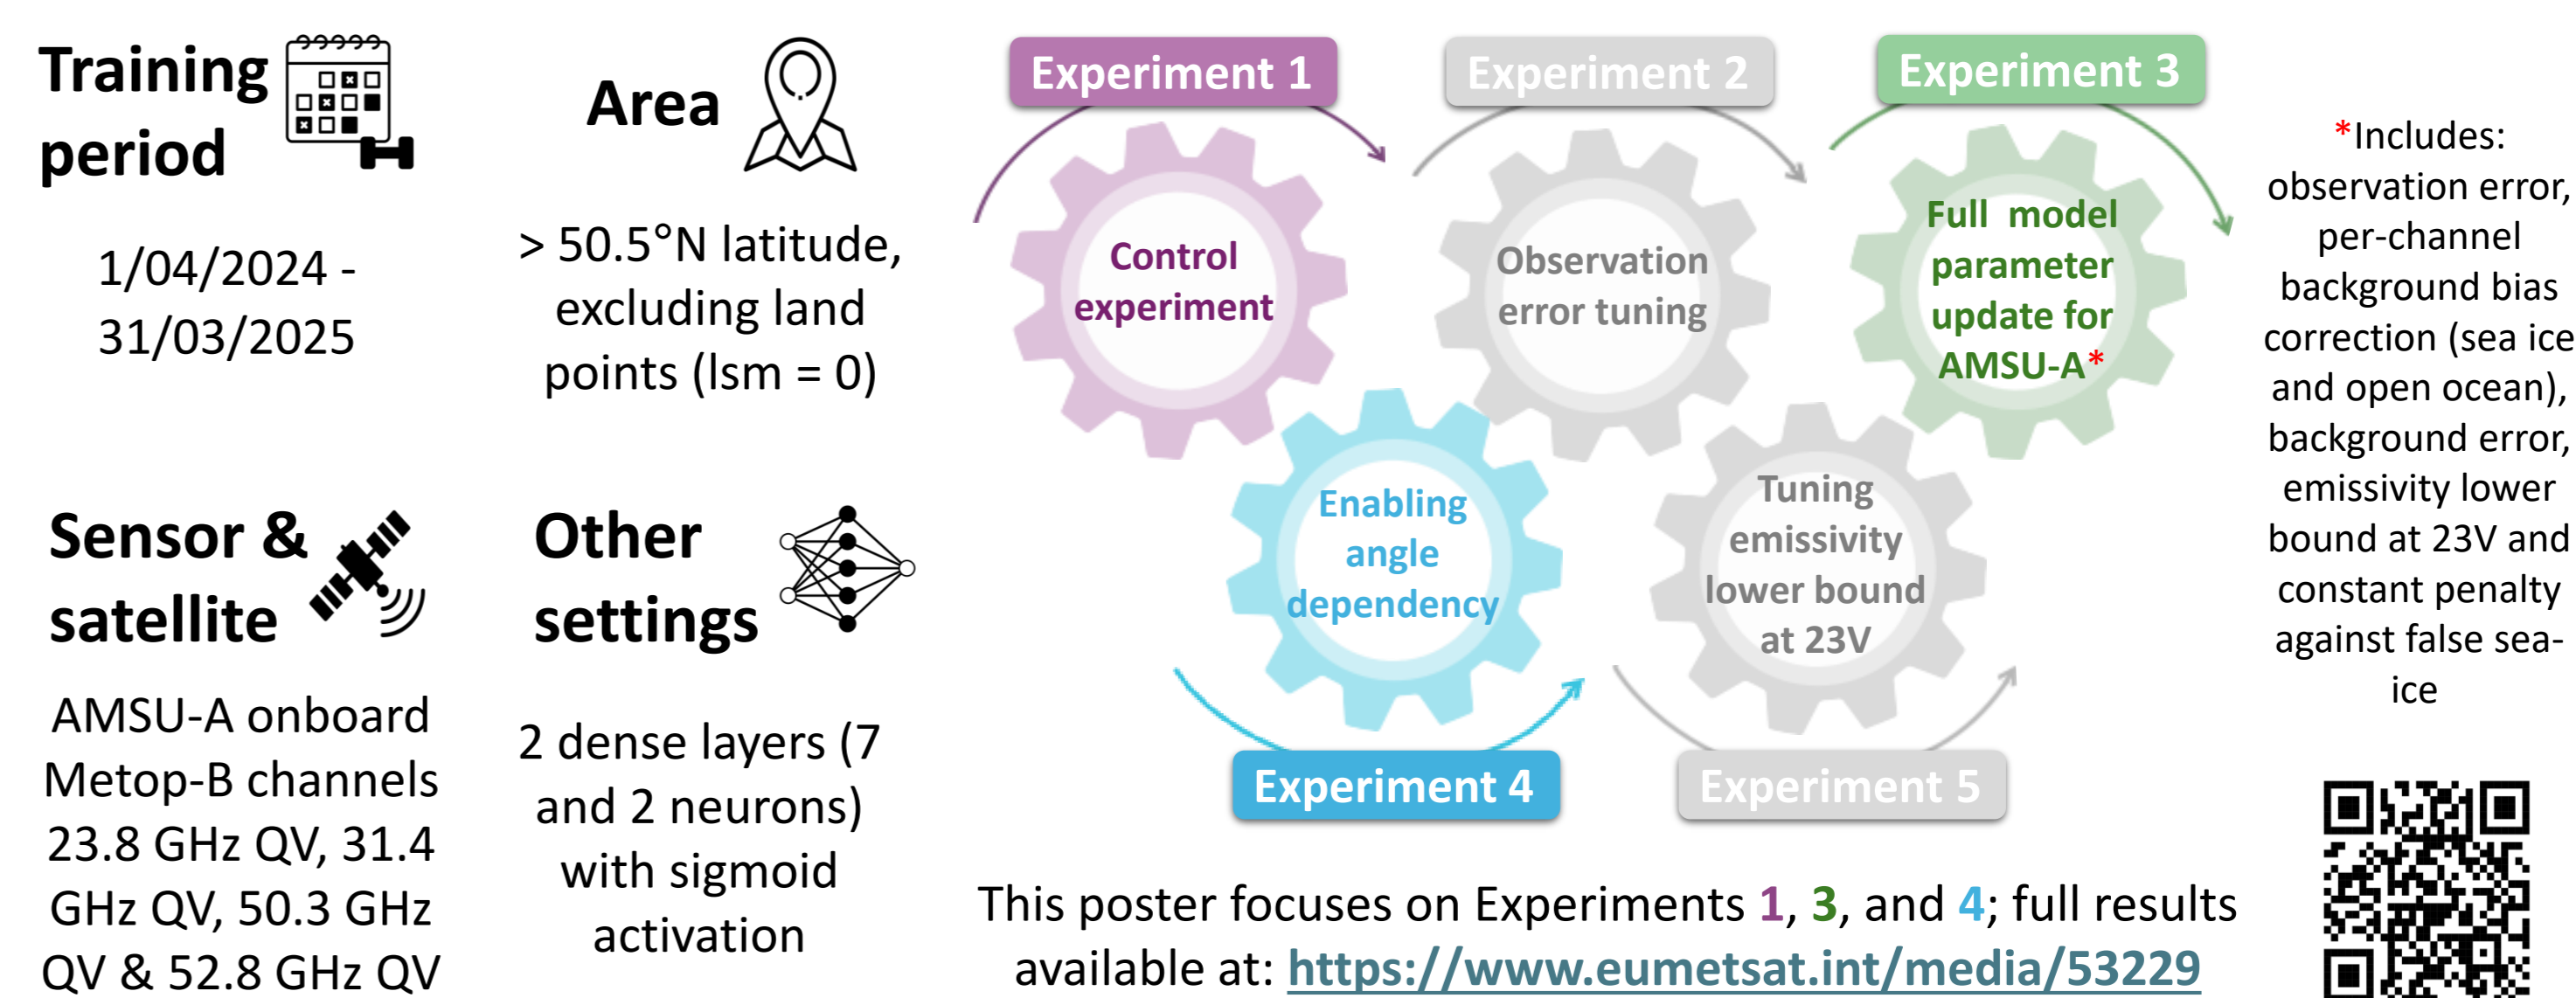 Training
period
1/04/2024 -
31/03/2025
Area
> 50.5°N latitude,
excluding land
points (lsm = 0)
Sensor &
satellite
AMSU-A onboard
Metop-B channels
23.8 GHz QV, 31.4
GHz QV, 50.3 GHz
QV & 52.8 GHz QV
Other
settings
2 dense layers (7
and 2 neurons)
with sigmoid
activation
Experiment 1
Control
experiment
Experiment 2
Observation
error tuning
Experiment 3
Full model
parameter
update for
AMSU-A*
Enabling
angle
dependency
Experiment 4
Tuning
emissivity
lower bound
at 23V
Experiment 5
*Includes:
observation error,
per-channel
background bias
correction (sea ice
and open ocean),
background error,
emissivity lower
bound at 23V and
constant penalty
against false sea-
ice
This poster focuses on Experiments 1, 3, and 4; full results
available at: https://www.eumetsat.int/media/53229